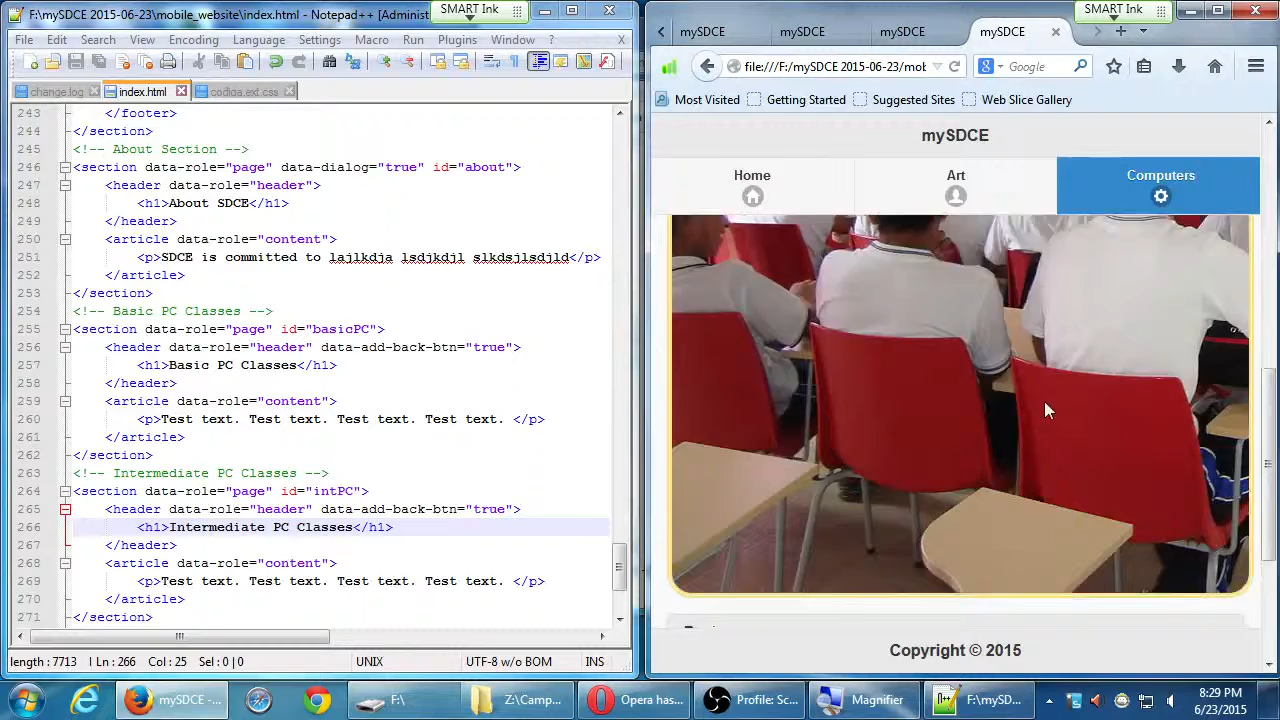 F:\mySDCE 2015-06-23\mobile_website\index.html - Notepad++ [Admini
SMART Ink
File Edit Search View Encoding Language Settings Macro Run Plugins Window ? X
change.log index.html codiqa.ext.css
243 </footer>
244 </section>
245 <!-- About Section -->
246 <section data-role="page" data-dialog="true" id="about">
247 <header data-role="header">
248 <h1>About SDCE</h1>
249 </header>
250 <article data-role="content">
251 <p>SDCE is committed to lajlkdja lsdjkdjl slkdsjlsdjld</p>
252 </article>
253 </section>
254 <!-- Basic PC Classes -->
255 <section data-role="page" id="basicPC">
256 <header data-role="header" data-add-back-btn="true">
257 <h1>Basic PC Classes</h1>
258 </header>
259 <article data-role="content">
260 <p>Test text. Test text. Test text. Test text. </p>
261 </article>
262 </section>
263 <!-- Intermediate PC Classes -->
264 <section data-role="page" id="intPC">
265 <header data-role="header" data-add-back-btn="true">
266 <h1>Intermediate PC Classes</h1>
267 </header>
268 <article data-role="content">
269 <p>Test text. Test text. Test text. Test text. </p>
270 </article>
271 </section>
length : 7713 l Ln : 266 Col : 25 Sel : 0 | 0 UNIX UTF-8 w/o BOM INS
SMART Ink
mySDCE mySDCE mySDCE mySDCE
file:///F:/mySDCE 2015-06-23/mob Google
Most Visited Getting Started Suggested Sites Web Slice Gallery
mySDCE
Home Art Computers
Copyright © 2015
mySDCE -... F:\ Z:\Camp... Opera has... Profile: Sc... Magnifier F:\mySD...
8:29 PM
6/23/2015